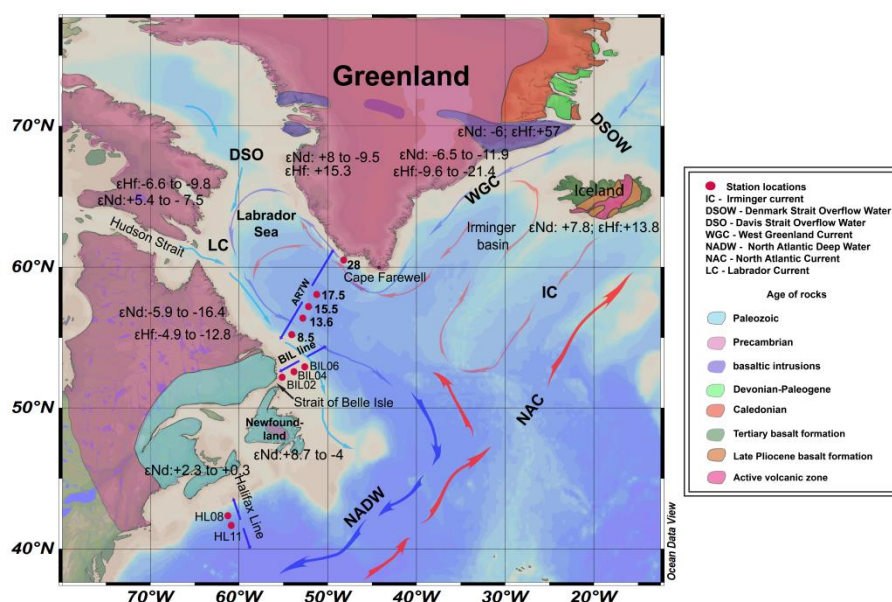 Greenland
70°N
60°N
50°N
40°N
70°W
60°W
50°W
40°W
30°W
20°W
εNd: -6; εHf:+57
DSOW
DSO
εNd: +8 to -9.5
εHf: +15.3
εNd: -6.5 to -11.9
εHf:-9.6 to -21.4
WGC
Iceland
εNd: +7.8; εHf:+13.8
εHf:-6.6 to -9.8
εNd:+5.4 to - 7.5
Hudson Strait
LC
Labrador
Sea
Irminger
basin
28
Cape Farewell
AR7W
17.5
15.5
13.6
8.5
IC
εNd:-5.9 to -16.4
εHf:-4.9 to -12.8
BIL line
BIL06
BIL04
BIL02
Strait of Belle Isle
NAC
Newfound-
land
εNd:+8.7 to -4
εNd:+2.3 to +0.3
Halifax Line
HL08
HL11
NADW
Ocean Data View
Station locations
IC - Irminger current
DSOW - Denmark Strait Overflow Water
DSO - Davis Strait Overflow Water
WGC - West Greenland Current
NADW - North Atlantic Deep Water
NAC - North Atlantic Current
LC - Labrador Current
Age of rocks
Paleozoic
Precambrian
basaltic intrusions
Devonian-Paleogene
Caledonian
Tertiary basalt formation
Late Pliocene basalt formation
Active volcanic zone